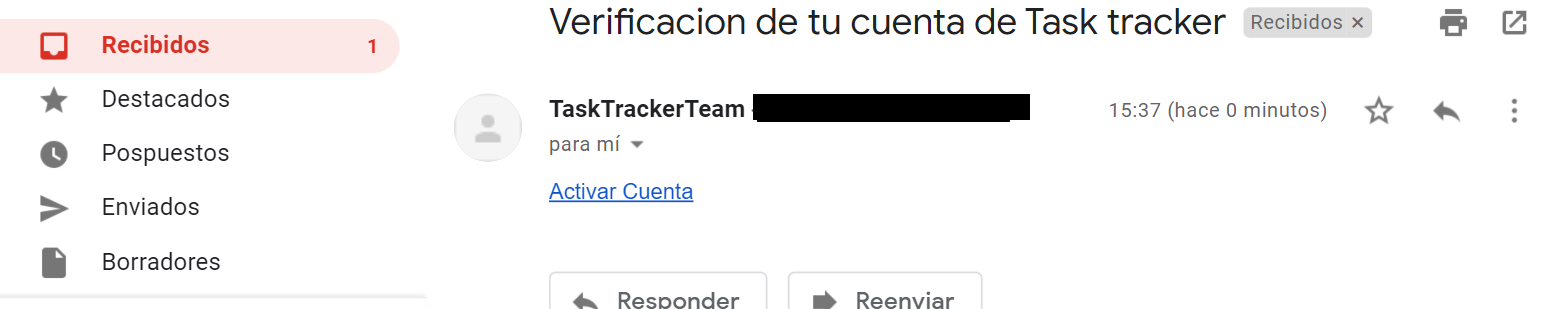 Recibidos 1
Destacados
Pospuestos
Enviados
Borradores
Verificacion de tu cuenta de Task tracker Recibidos ×
TaskTrackerTeam 15:37 (hace 0 minutos)
para mí
Activar Cuenta
Responder Reenviar